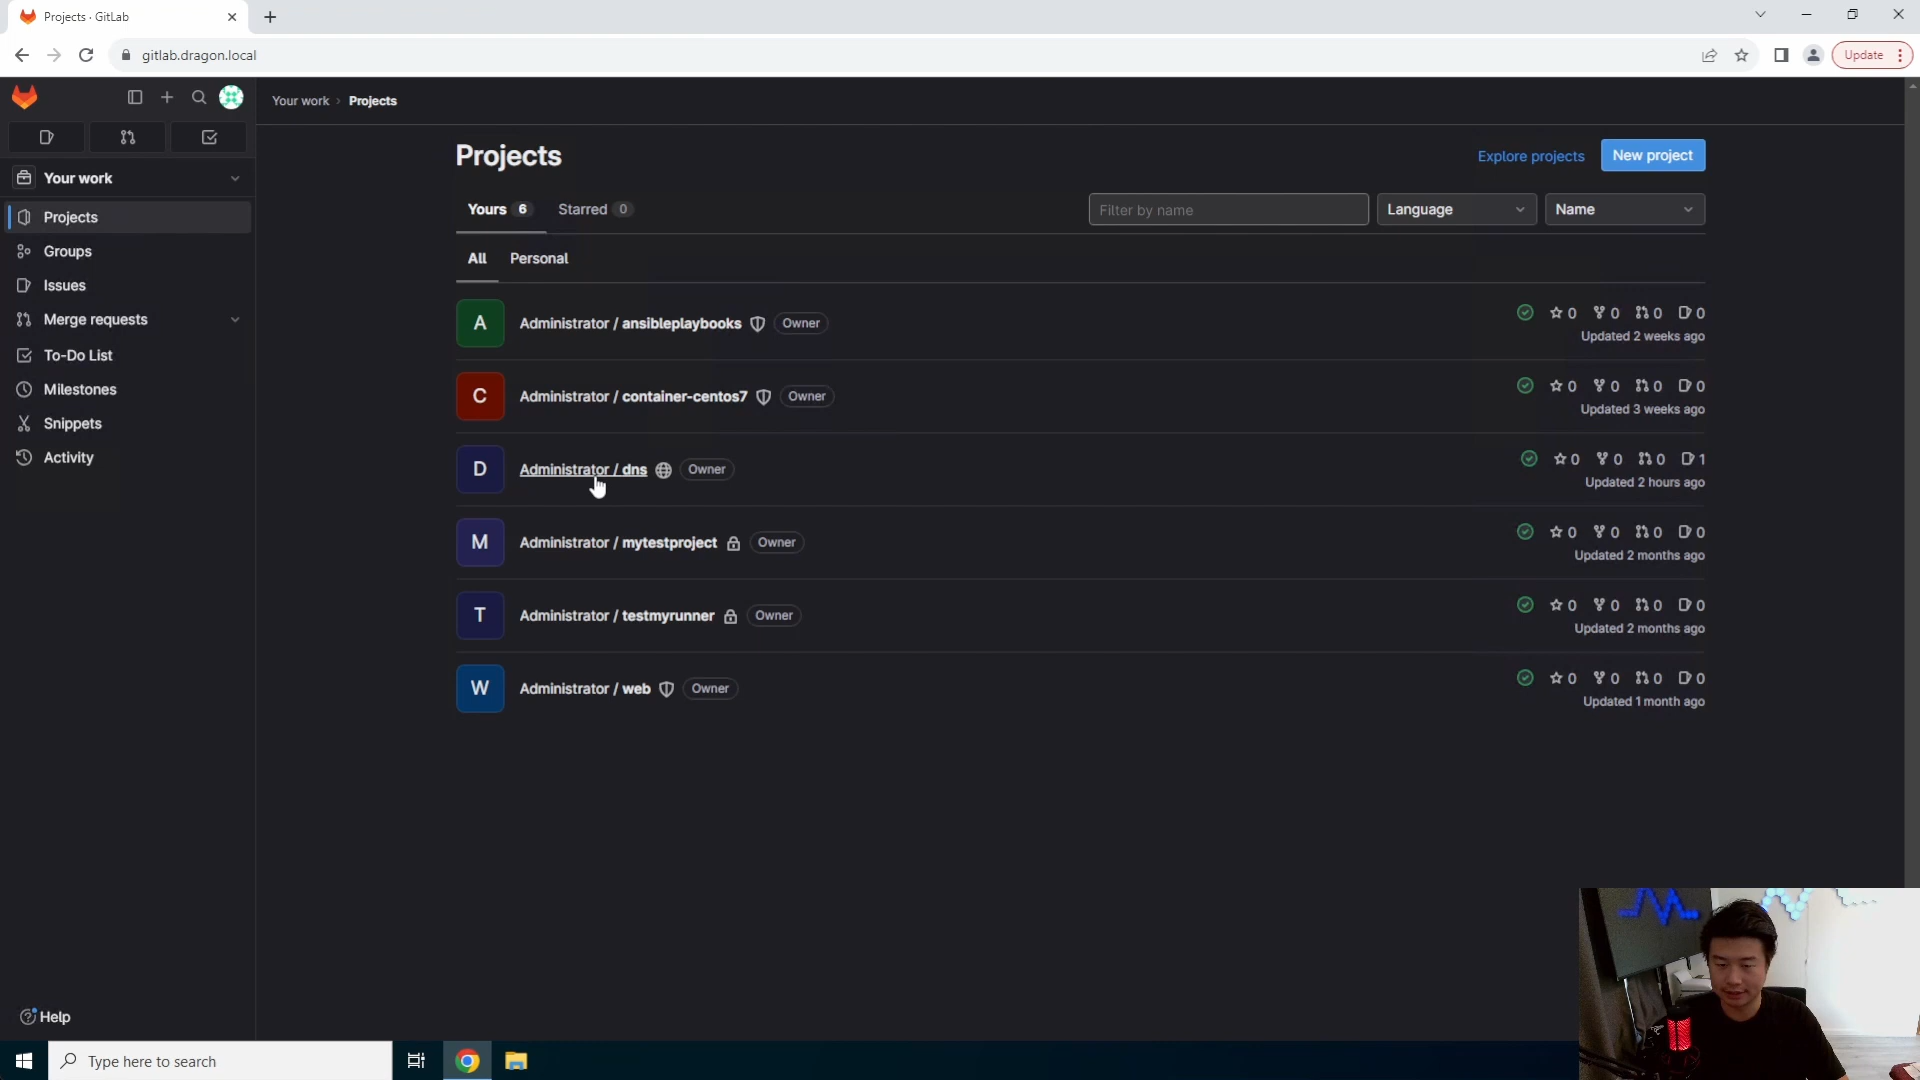 Projects · GitLab
gitlab.dragon.local
Update
Your work › Projects
Your work
Projects
Groups
Issues
Merge requests
To-Do List
Milestones
Snippets
Activity
Help
Projects
Explore projects
New project
Yours 6
Starred 0
Filter by name
Language
Name
All
Personal
A
Administrator / ansibleplaybooks
Owner
0 0 0 0
Updated 2 weeks ago
C
Administrator / container-centos7
Owner
0 0 0 0
Updated 3 weeks ago
D
Administrator / dns
Owner
0 0 0 1
Updated 2 hours ago
M
Administrator / mytestproject
Owner
0 0 0 0
Updated 2 months ago
T
Administrator / testmyrunner
Owner
0 0 0 0
Updated 2 months ago
W
Administrator / web
Owner
0 0 0 0
Updated 1 month ago
Type here to search